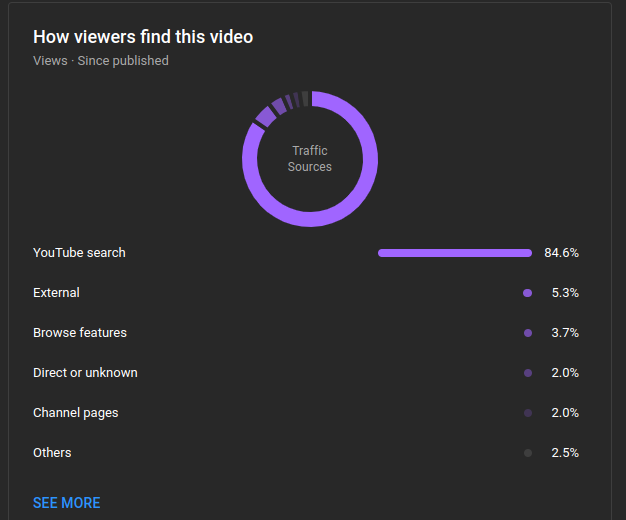 How viewers find this video
Views · Since published
Traffic
Sources
YouTube search 84.6%
External 5.3%
Browse features 3.7%
Direct or unknown 2.0%
Channel pages 2.0%
Others 2.5%
SEE MORE